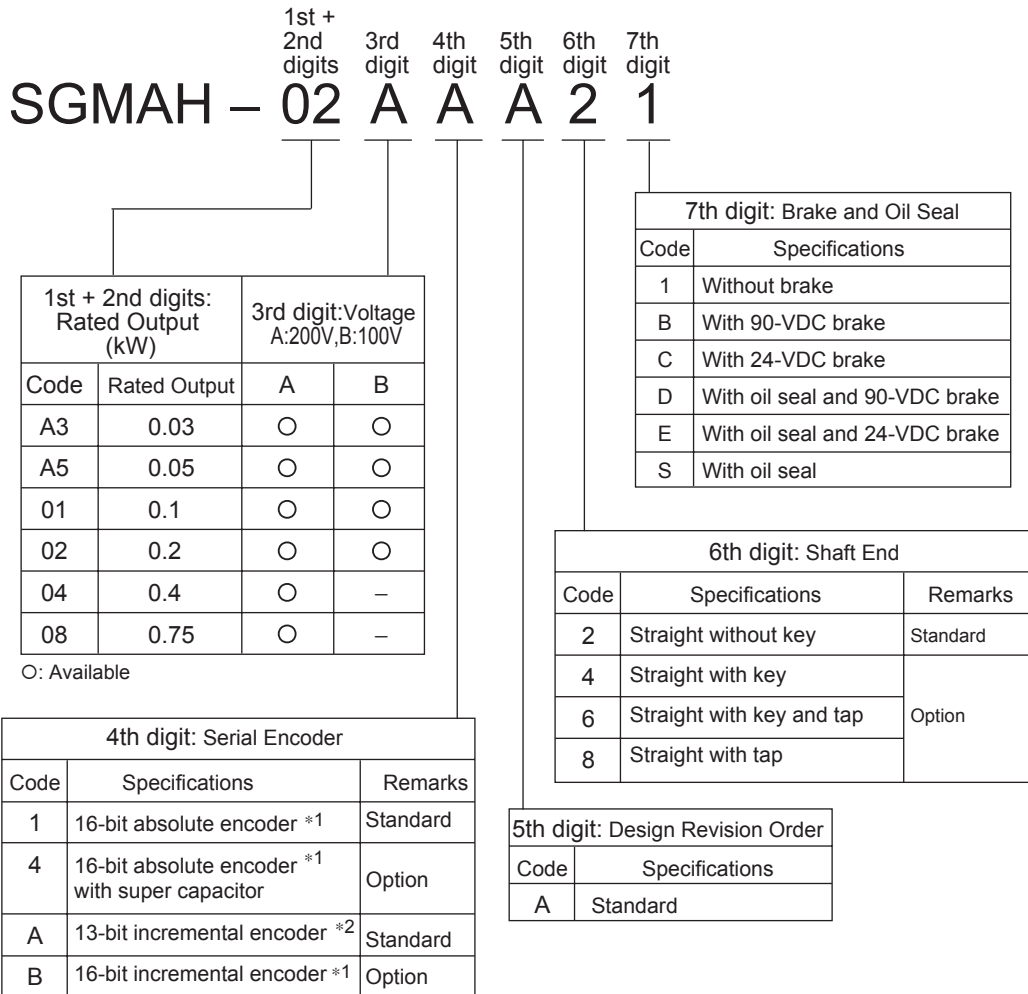 1st +
2nd
digits
3rd
digit
4th
digit
5th
digit
6th
digit
7th
digit
SGMAH – 02 A A A 2 1
7th digit: Brake and Oil Seal
Code Specifications
1 Without brake
B With 90-VDC brake
C With 24-VDC brake
D With oil seal and 90-VDC brake
E With oil seal and 24-VDC brake
S With oil seal
1st + 2nd digits:
Rated Output
(kW)
3rd digit:Voltage
A:200V,B:100V
Code Rated Output A B
A3 0.03 ○ ○
A5 0.05 ○ ○
01 0.1 ○ ○
02 0.2 ○ ○
04 0.4 ○ –
08 0.75 ○ –
○: Available
6th digit: Shaft End
Code Specifications Remarks
2 Straight without key Standard
4 Straight with key
6 Straight with key and tap Option
8 Straight with tap
4th digit: Serial Encoder
Code Specifications Remarks
1 16-bit absolute encoder *1 Standard
4 16-bit absolute encoder *1
with super capacitor Option
A 13-bit incremental encoder *2 Standard
B 16-bit incremental encoder *1 Option
5th digit: Design Revision Order
Code Specifications
A Standard